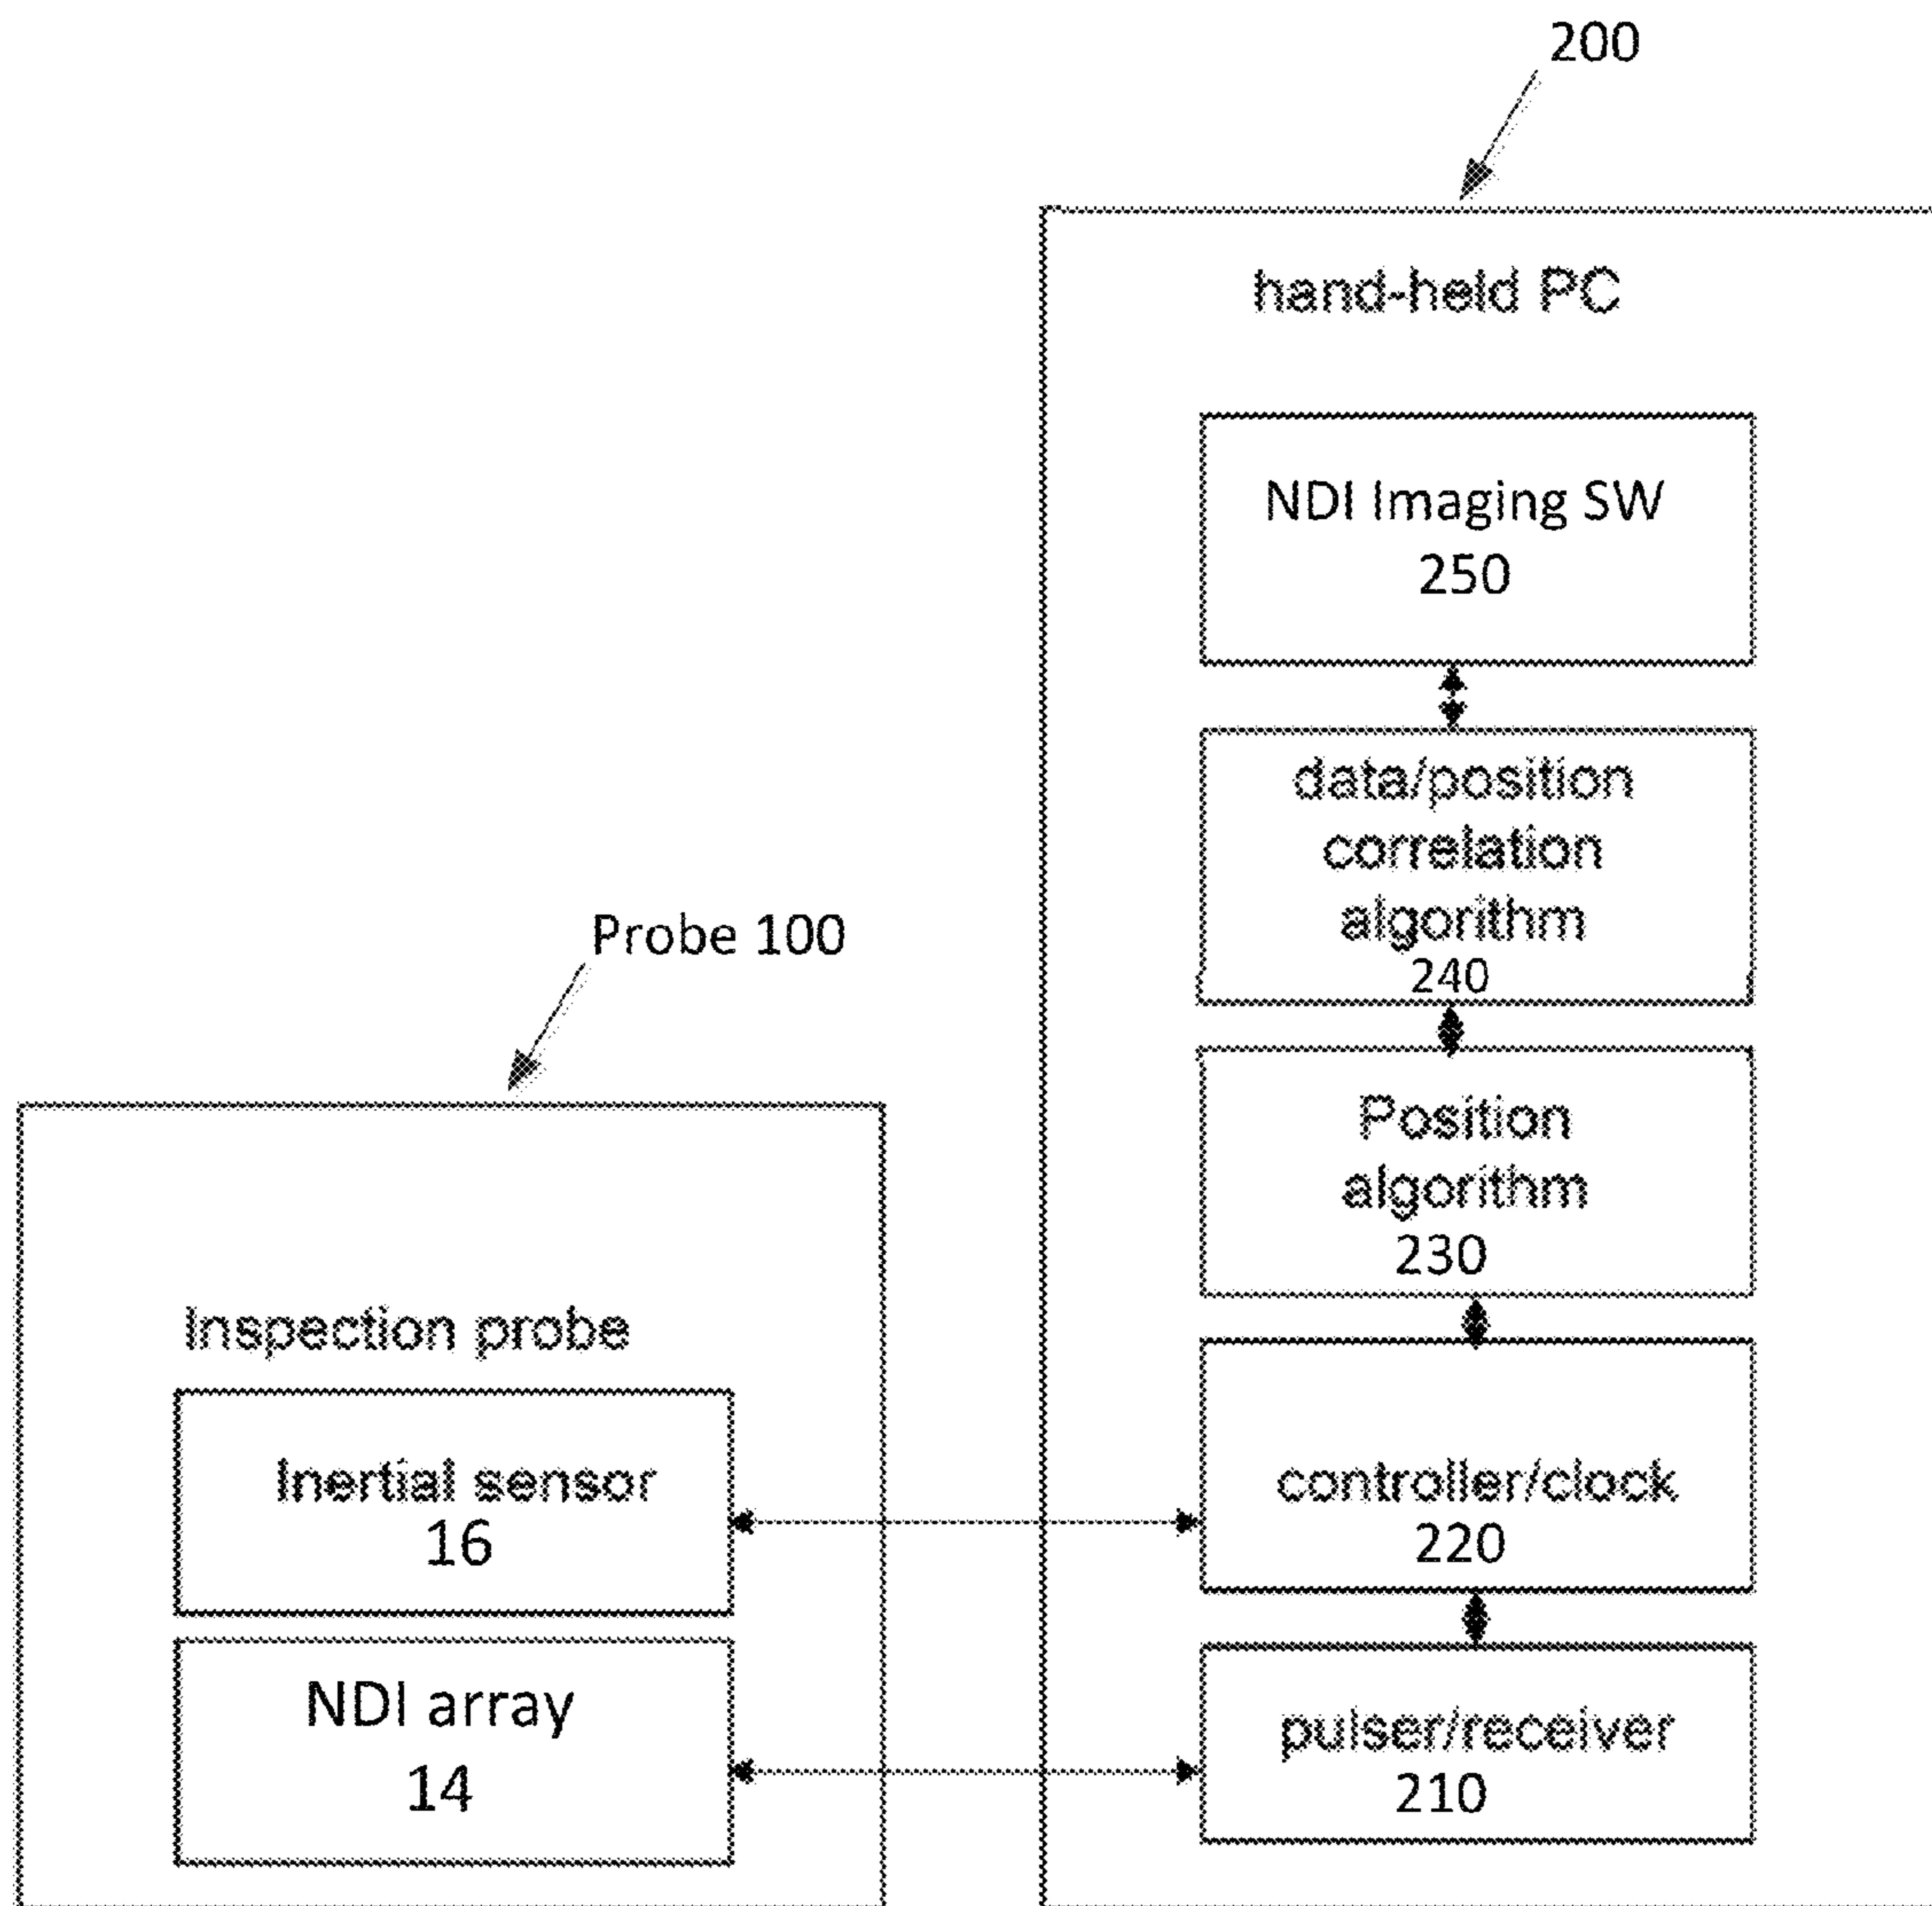 200
hand-held PC
NDI Imaging SW
250
data/position
correlation
algorithm
240
Position
algorithm
230
controller/clock
220
pulser/receiver
210
Probe 100
Inspection probe
Inertial sensor
16
NDI array
14